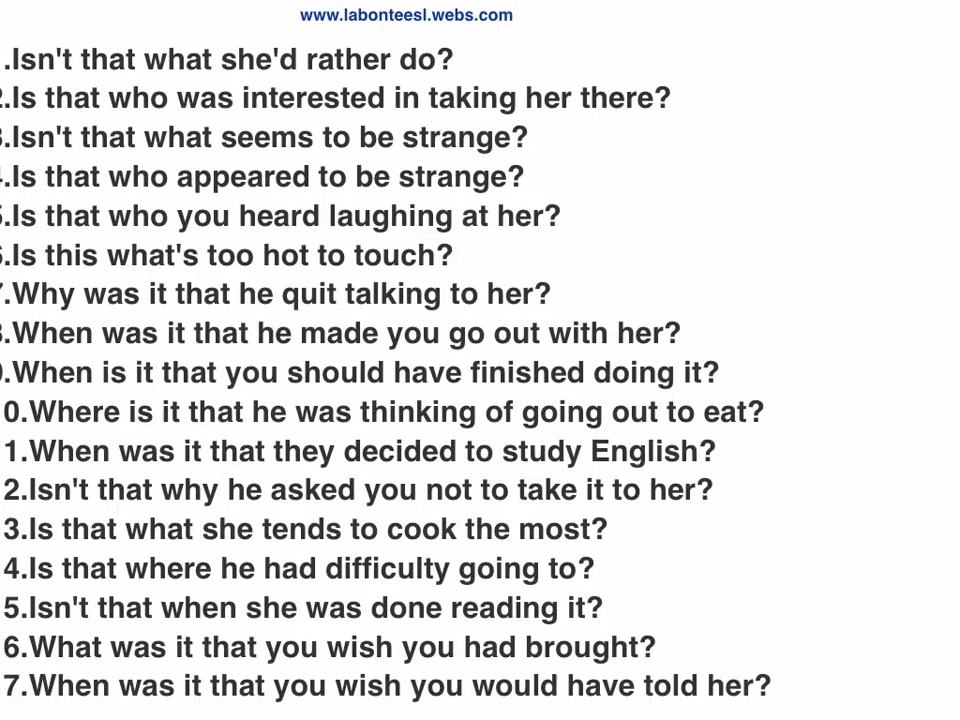 www.labonteesl.webs.com
.Isn't that what she'd rather do?
2.Is that who was interested in taking her there?
3.Isn't that what seems to be strange?
4.Is that who appeared to be strange?
5.Is that who you heard laughing at her?
6.Is this what's too hot to touch?
7.Why was it that he quit talking to her?
8.When was it that he made you go out with her?
9.When is it that you should have finished doing it?
0.Where is it that he was thinking of going out to eat?
1.When was it that they decided to study English?
2.Isn't that why he asked you not to take it to her?
3.Is that what she tends to cook the most?
4.Is that where he had difficulty going to?
5.Isn't that when she was done reading it?
6.What was it that you wish you had brought?
7.When was it that you wish you would have told her?